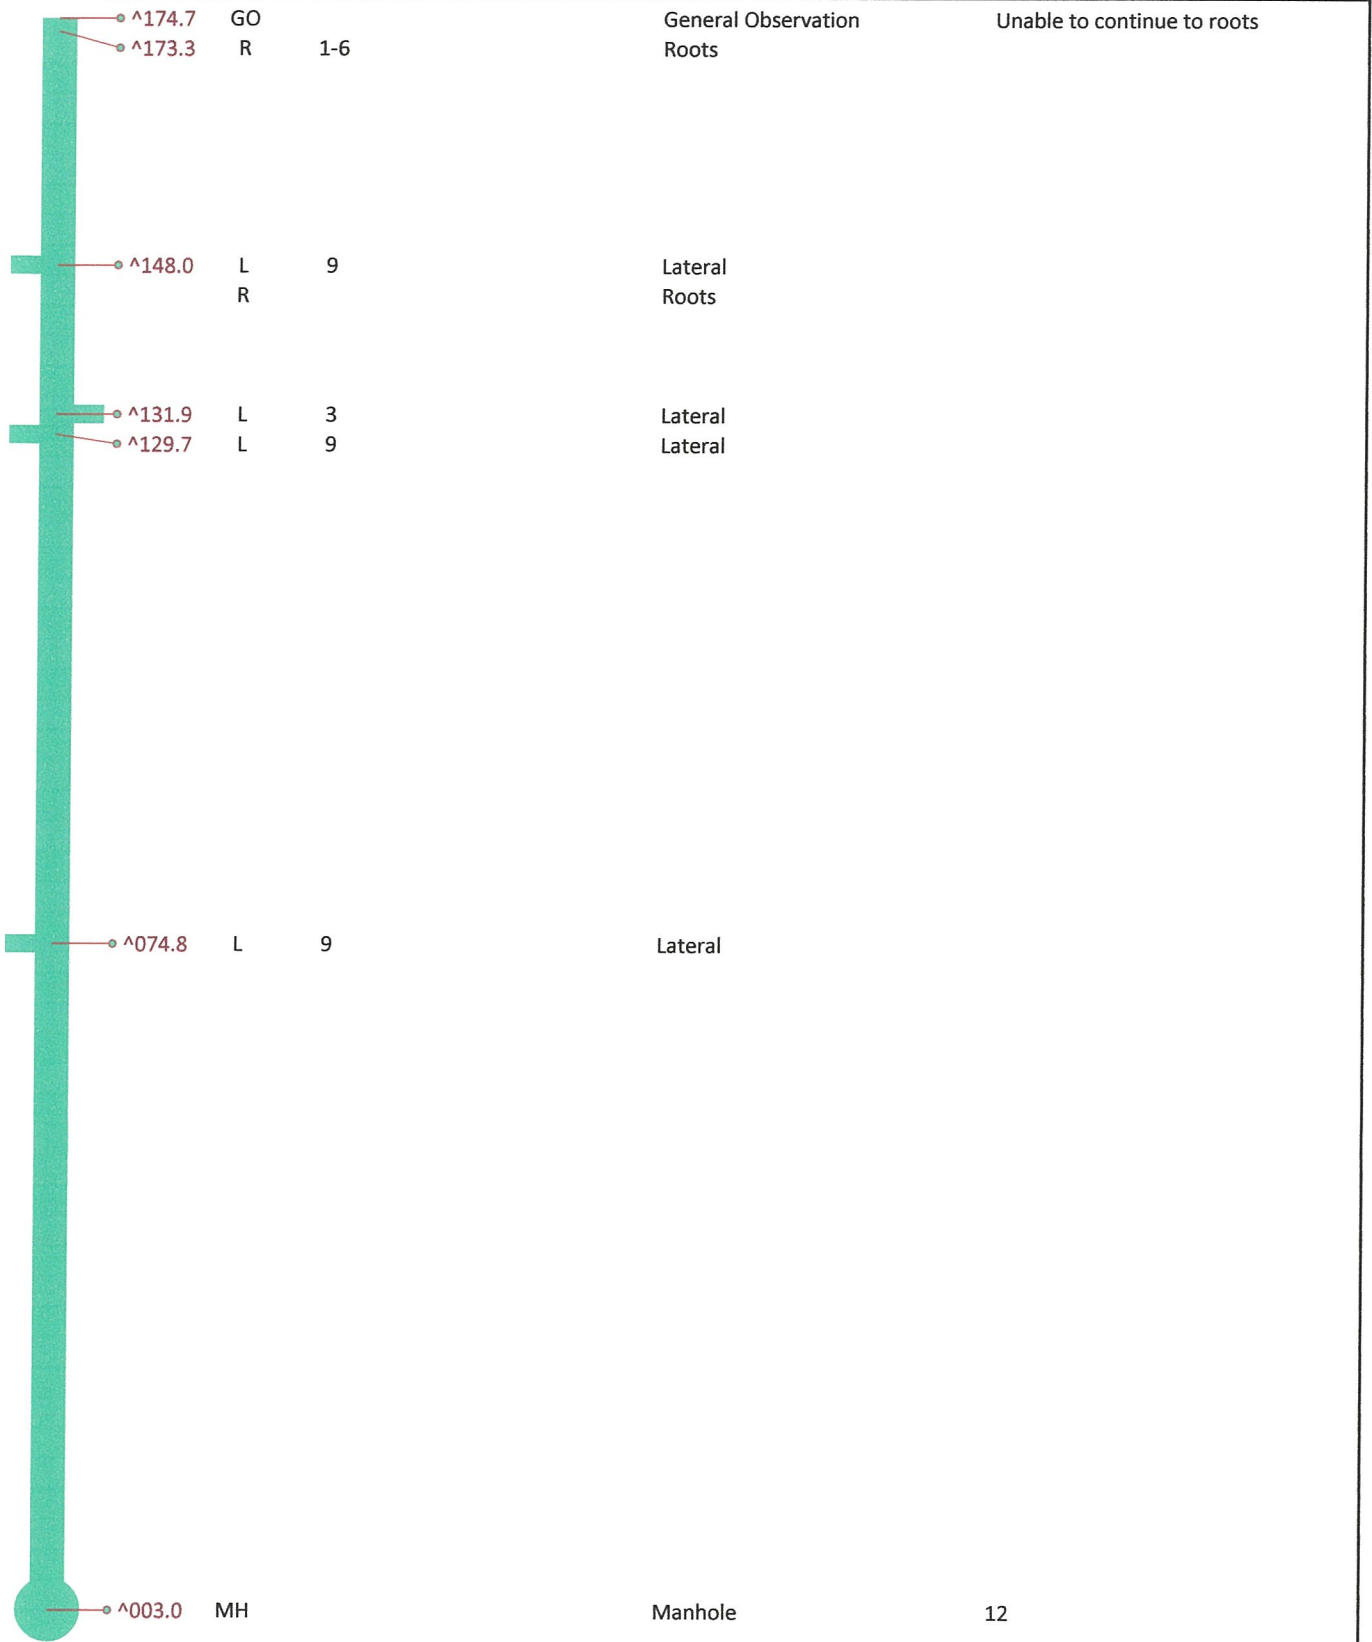 ^174.7 GO General Observation Unable to continue to roots
^173.3 R 1-6 Roots
^148.0 L 9 Lateral
R Roots
^131.9 L 3 Lateral
^129.7 L 9 Lateral
^074.8 L 9 Lateral
^003.0 MH Manhole 12